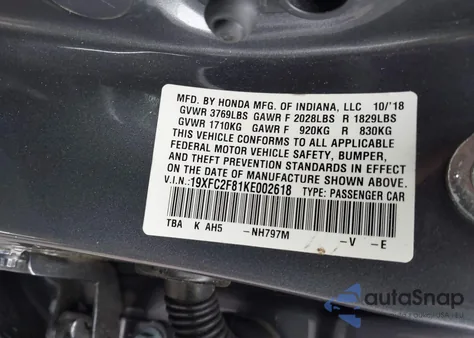 MFD. BY HONDA MFG. OF INDIANA, LLC 10/'18
GVWR 3769LBS GAWR F 2028LBS R 1829LBS
GVWR 1710KG GAWR F 920KG R 830KG
THIS VEHICLE CONFORMS TO ALL APPLICABLE
FEDERAL MOTOR VEHICLE SAFETY, BUMPER,
AND THEFT PREVENTION STANDARDS IN EFFECT
ON THE DATE OF MANUFACTURE SHOWN ABOVE.
V.I.N:19XFC2F81KE002618 TYPE: PASSENGER CAR
TBA K AH5 -NH797M -V -E
autoSnap